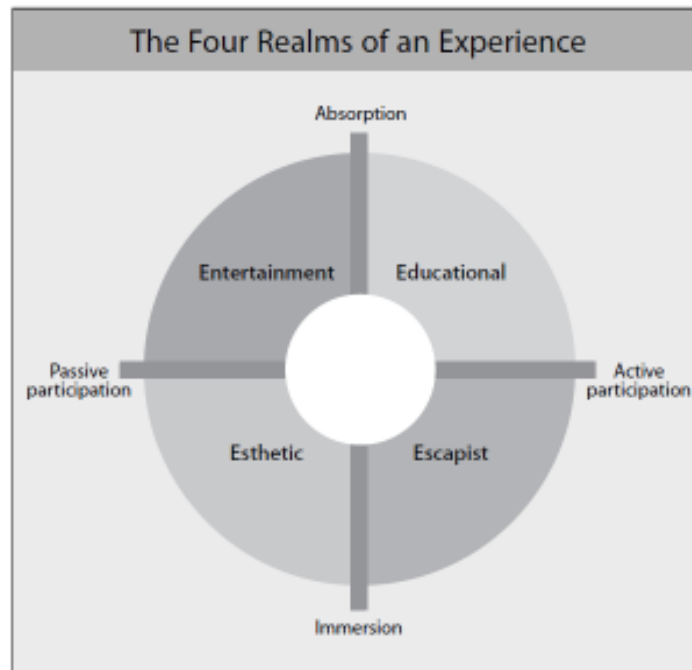 The Four Realms of an Experience
Absorption
Entertainment
Educational
Passive
participation
Active
participation
Esthetic
Escapist
Immersion